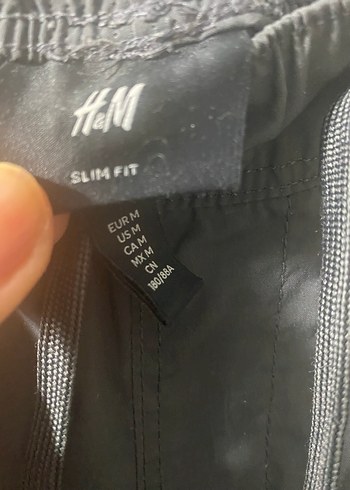 H&M
SLIM FIT
EUR M
US M
CA M
MX M
CN
180/88A